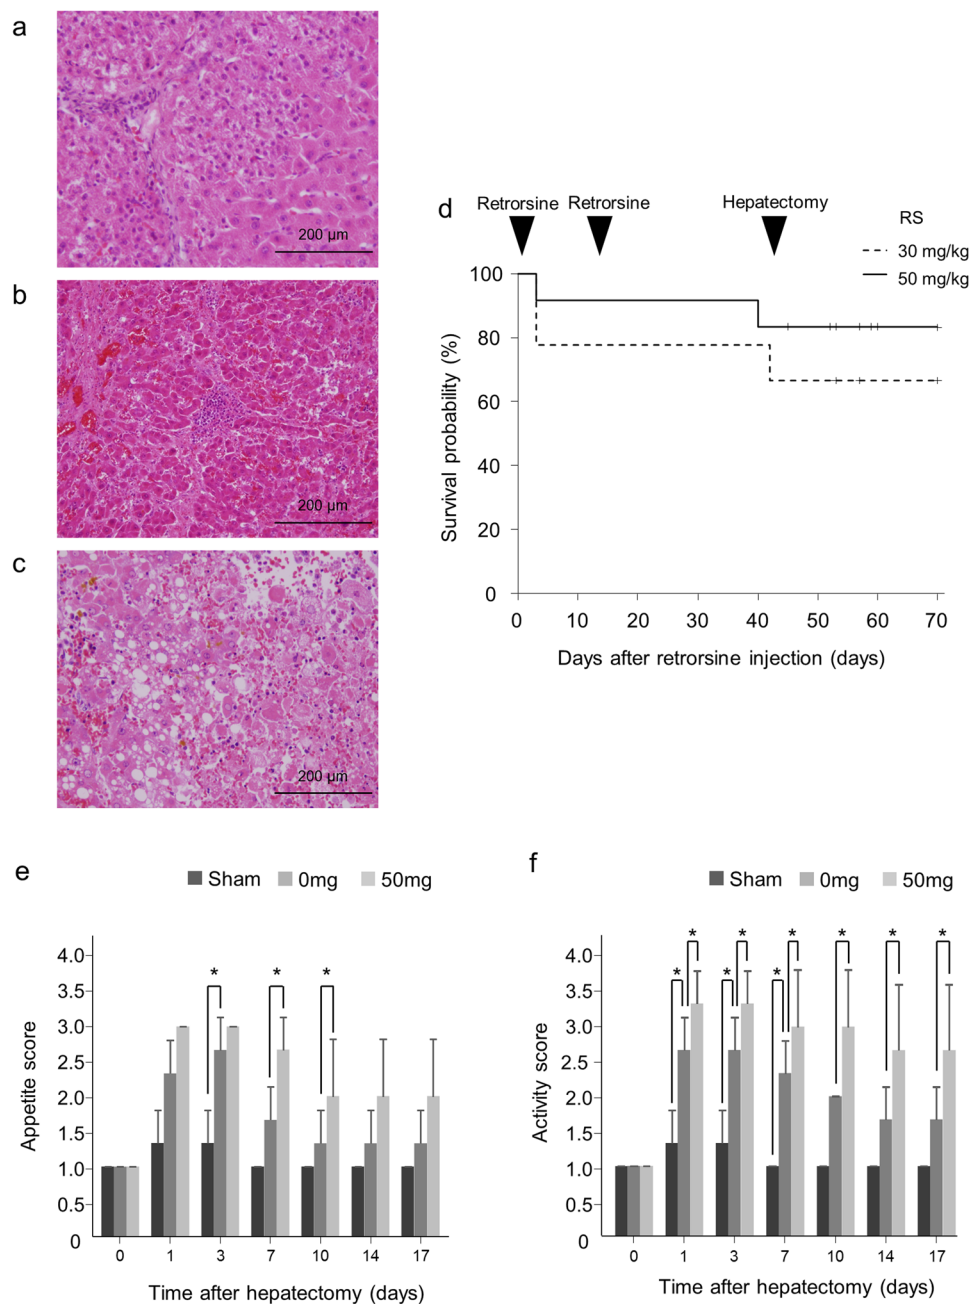 a
200 µm
b
200 µm
c
200 µm
d
Retrorsine Retrorsine Hepatectomy
RS
30 mg/kg
50 mg/kg
100
80
60
40
20
0
Survival probability (%)
0 10 20 30 40 50 60 70
Days after retrorsine injection (days)
e
Sham 0mg 50mg
4.0
3.5
3.0
2.5
2.0
1.5
1.0
0.5
0
Appetite score
* * *
0 1 3 7 10 14 17
Time after hepatectomy (days)
f
Sham 0mg 50mg
4.0
3.5
3.0
2.5
2.0
1.5
1.0
0.5
0
Activity score
* * * * * *
* * *
0 1 3 7 10 14 17
Time after hepatectomy (days)